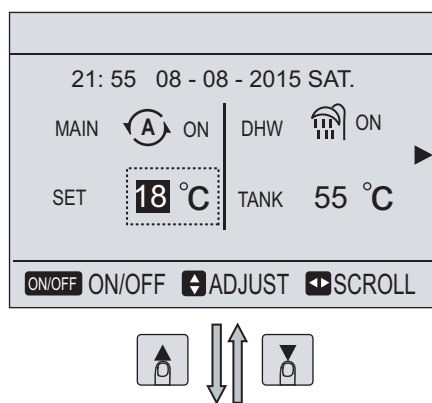 21: 55 08 - 08 - 2015 SAT.
MAIN A ON DHW ON
SET 18 °C TANK 55 °C
ON/OFF ON/OFF ADJUST SCROLL